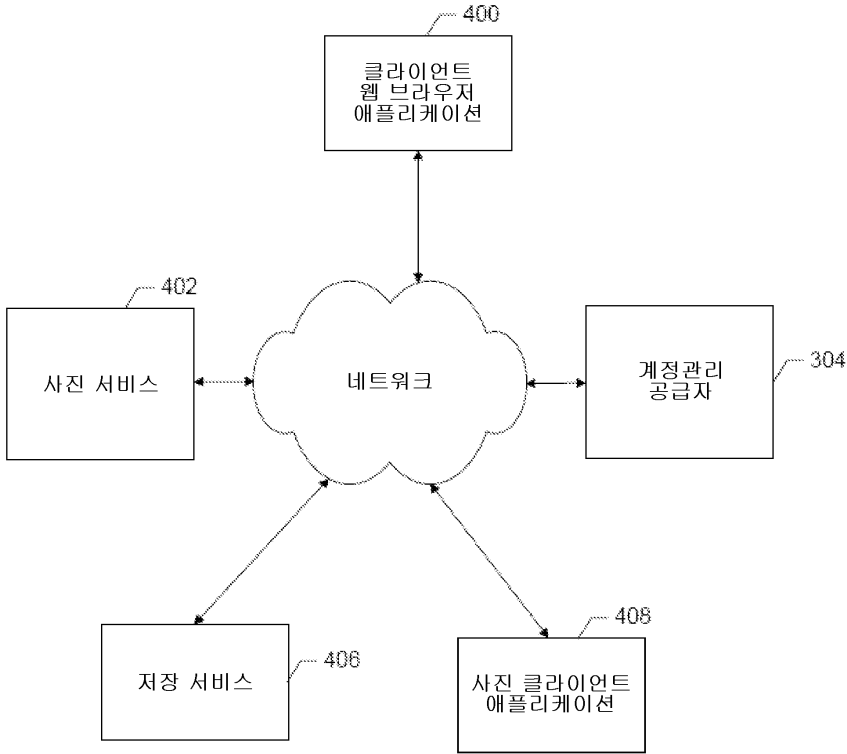 400
클라이언트
웹 브라우저
애플리케이션
402
사진 서비스
네트워크
계정관리
공급자
304
저장 서비스
406
408
사진 클라이언트
애플리케이션